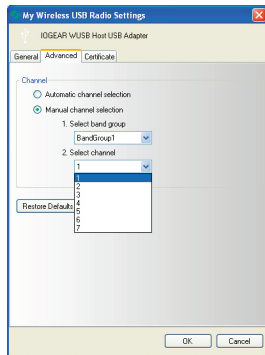 My Wireless USB Radio Settings
IOGEAR WUSB Host USB Adapter
General Advanced Certificate
Channel
Automatic channel selection
Manual channel selection
1. Select band group
BandGroup1
2. Select channel
1
1
2
3
4
5
6
7
Restore Defaults
OK Cancel